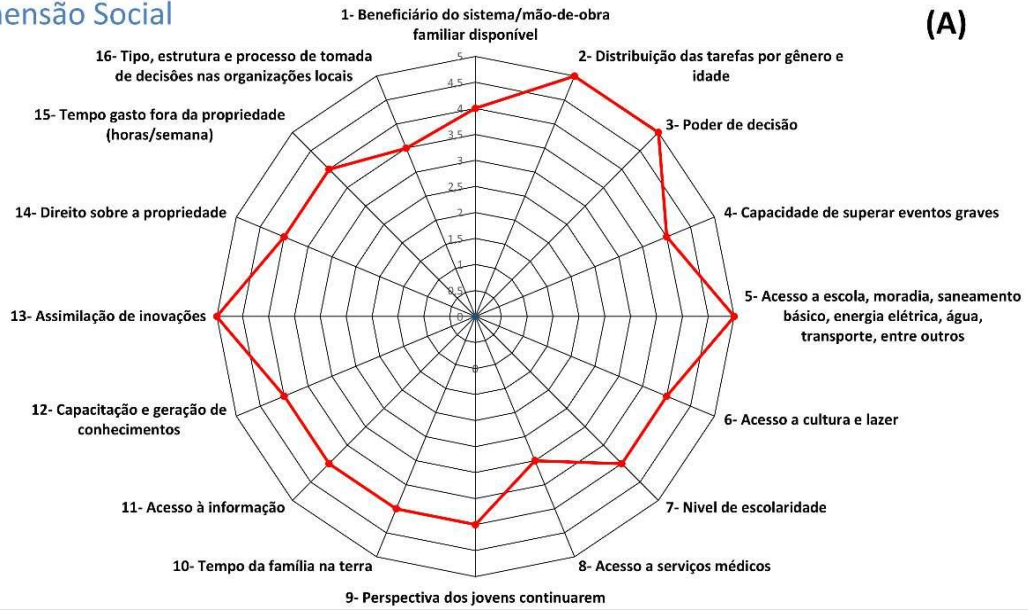 ensão Social
(A)
1- Beneficiário do sistema/mão-de-obra
familiar disponível
2- Distribuição das tarefas por gênero e
idade
3- Poder de decisão
4- Capacidade de superar eventos graves
5- Acesso a escola, moradia, saneamento
básico, energia elétrica, água,
transporte, entre outros
6- Acesso a cultura e lazer
7- Nivel de escolaridade
8- Acesso a serviços médicos
9- Perspectiva dos jovens continuarem
10- Tempo da família na terra
11- Acesso à informação
12- Capacitação e geração de
conhecimentos
13- Assimilação de inovações
14- Direito sobre a propriedade
15- Tempo gasto fora da propriedade
(horas/semana)
16- Tipo, estrutura e processo de tomada
de decisôes nas organizações locais
5
4.5
4
3.5
3
2.5
2
1.5
1
0.5
0